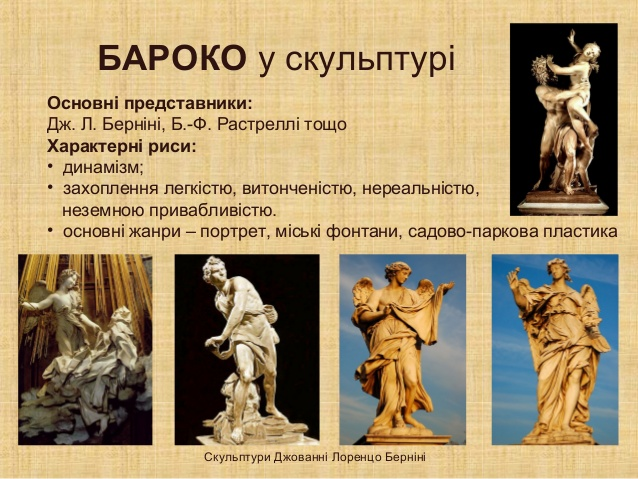 БАРОКО у скульптурі
Основні представники:
Дж. Л. Берніні, Б.-Ф. Растреллі тощо
Характерні риси:
• динамізм;
• захоплення легкістю, витонченістю, нереальністю,
неземною привабливістю.
• основні жанри – портрет, міські фонтани, садово-паркова пластика
Скульптури Джованні Лоренцо Берніні